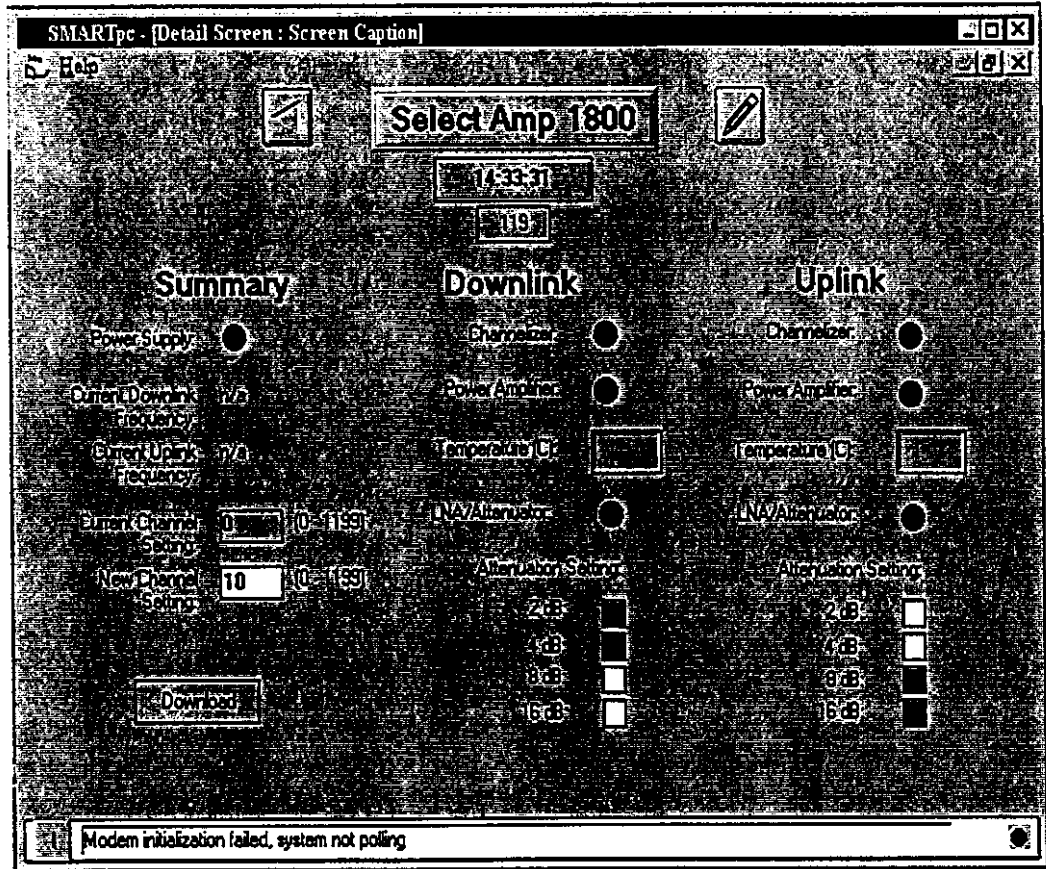 SMARTpc - [Detail Screen : Screen Caption]
Help
Select Amp 1800
14:33:31
119
Summary
Downlink
Uplink
Power Supply:
Channelizer:
Channelizer:
Current Downlink Frequency: n/a
Power Amplifier:
Power Amplifier:
Current Uplink Frequency: n/a
Temperature (C):
Temperature (C):
Current Channel Setting: 0 (0 - 1199)
LNA/Attenuator:
LNA/Attenuator:
New Channel Setting: 10 (0 - 1199)
Attenuation Setting:
Attenuation Setting:
2 dB:
2 dB:
4 dB:
4 dB:
8 dB:
8 dB:
Download
16 dB:
16 dB:
Modem initialization failed, system not polling